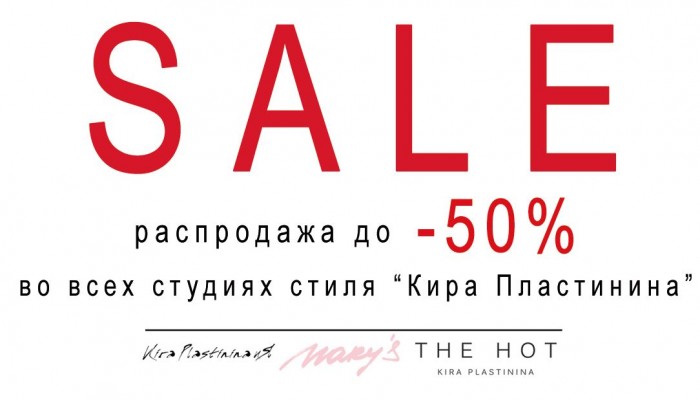 SALE
распродажа до -50%
во всех студиях стиля “Кира Пластинина”
Kira Plastinina
Mary's
THE HOT
KIRA PLASTININA